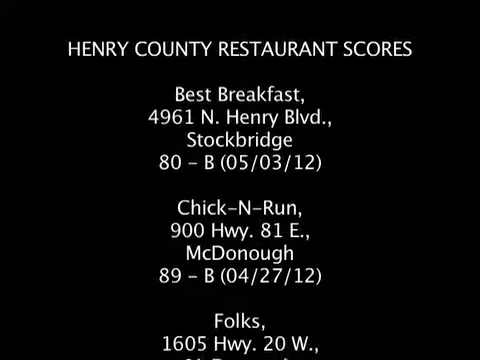 HENRY COUNTY RESTAURANT SCORES
Best Breakfast,
4961 N. Henry Blvd.,
Stockbridge
80 – B (05/03/12)
Chick–N–Run,
900 Hwy. 81 E.,
McDonough
89 – B (04/27/12)
Folks,
1605 Hwy. 20 W.,